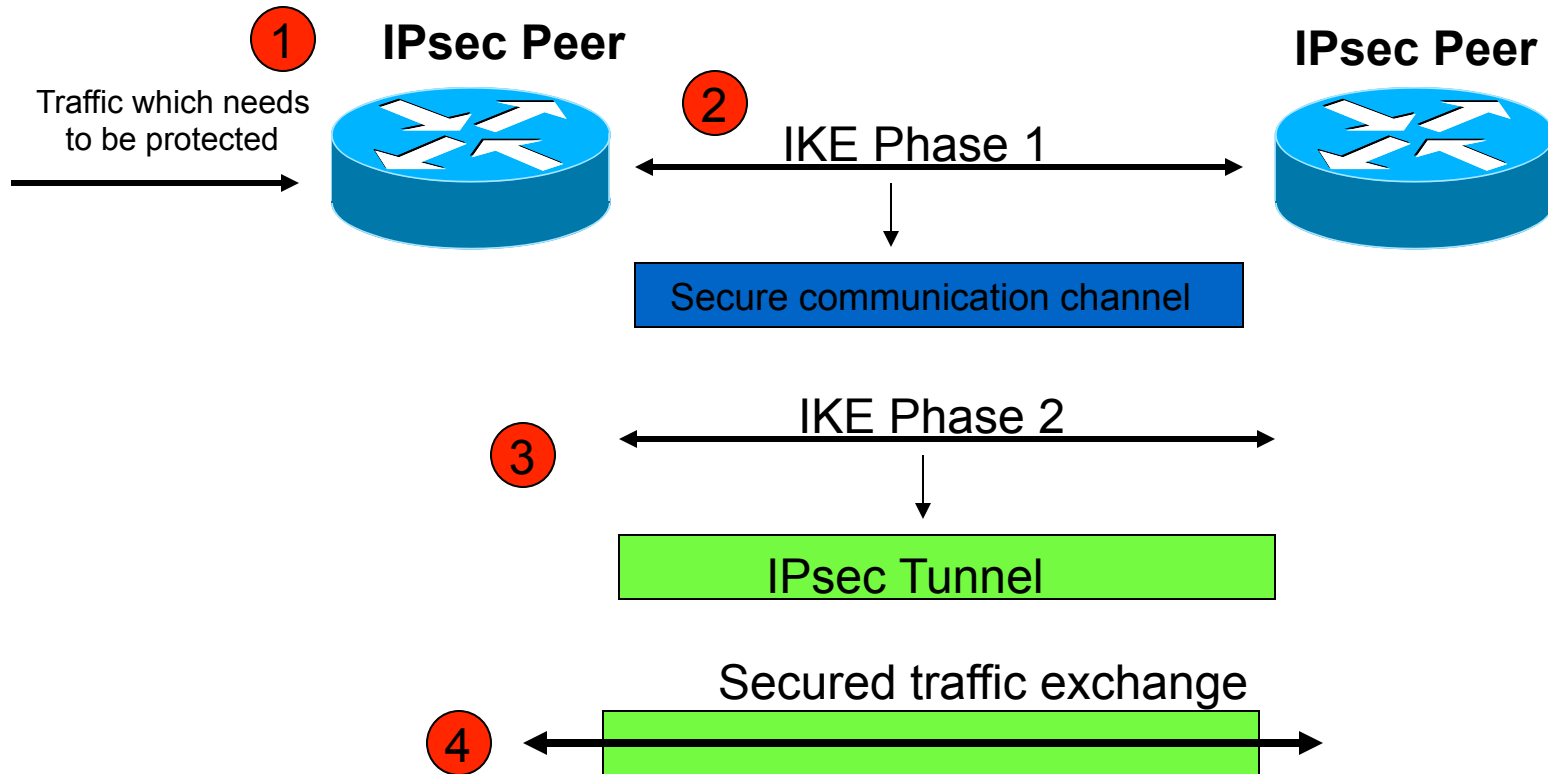 1
IPsec Peer
IPsec Peer
Traffic which needs
to be protected
2
IKE Phase 1
Secure communication channel
IKE Phase 2
3
IPsec Tunnel
Secured traffic exchange
4